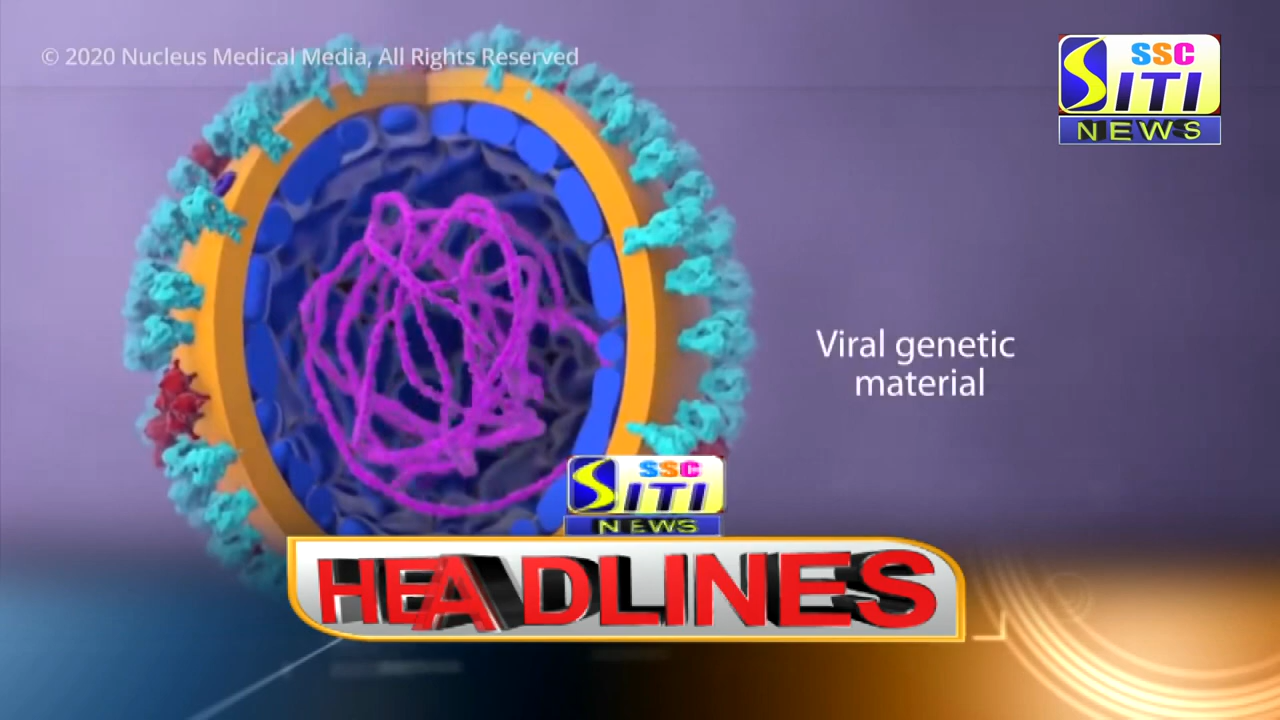 © 2020 Nucleus Medical Media, All Rights Reserved
SSC
SITI
NEWS
Viral genetic
material
SSC
SITI
NEWS
HEADLINES